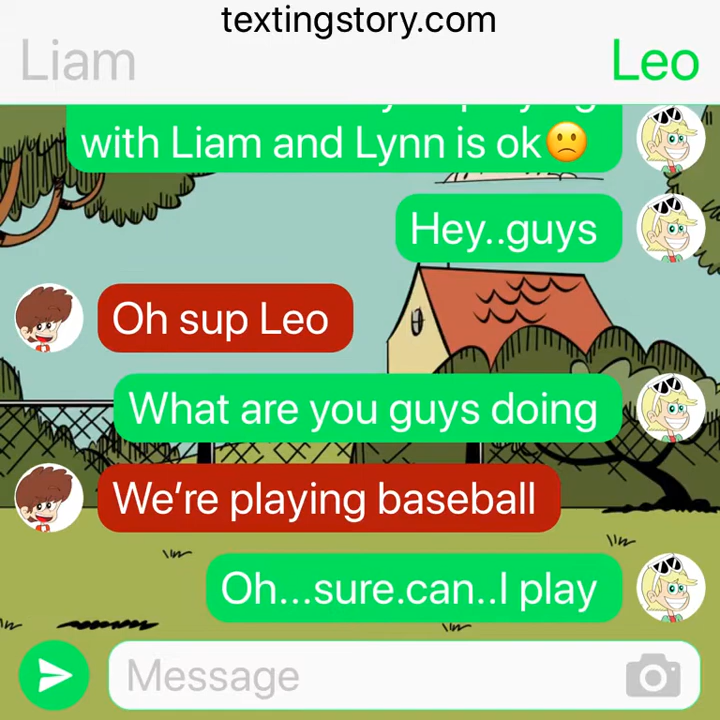 textingstory.com
Liam
Leo
with Liam and Lynn is ok🙁
Hey..guys
Oh sup Leo
What are you guys doing
We’re playing baseball
Oh...sure.can..I play
Message